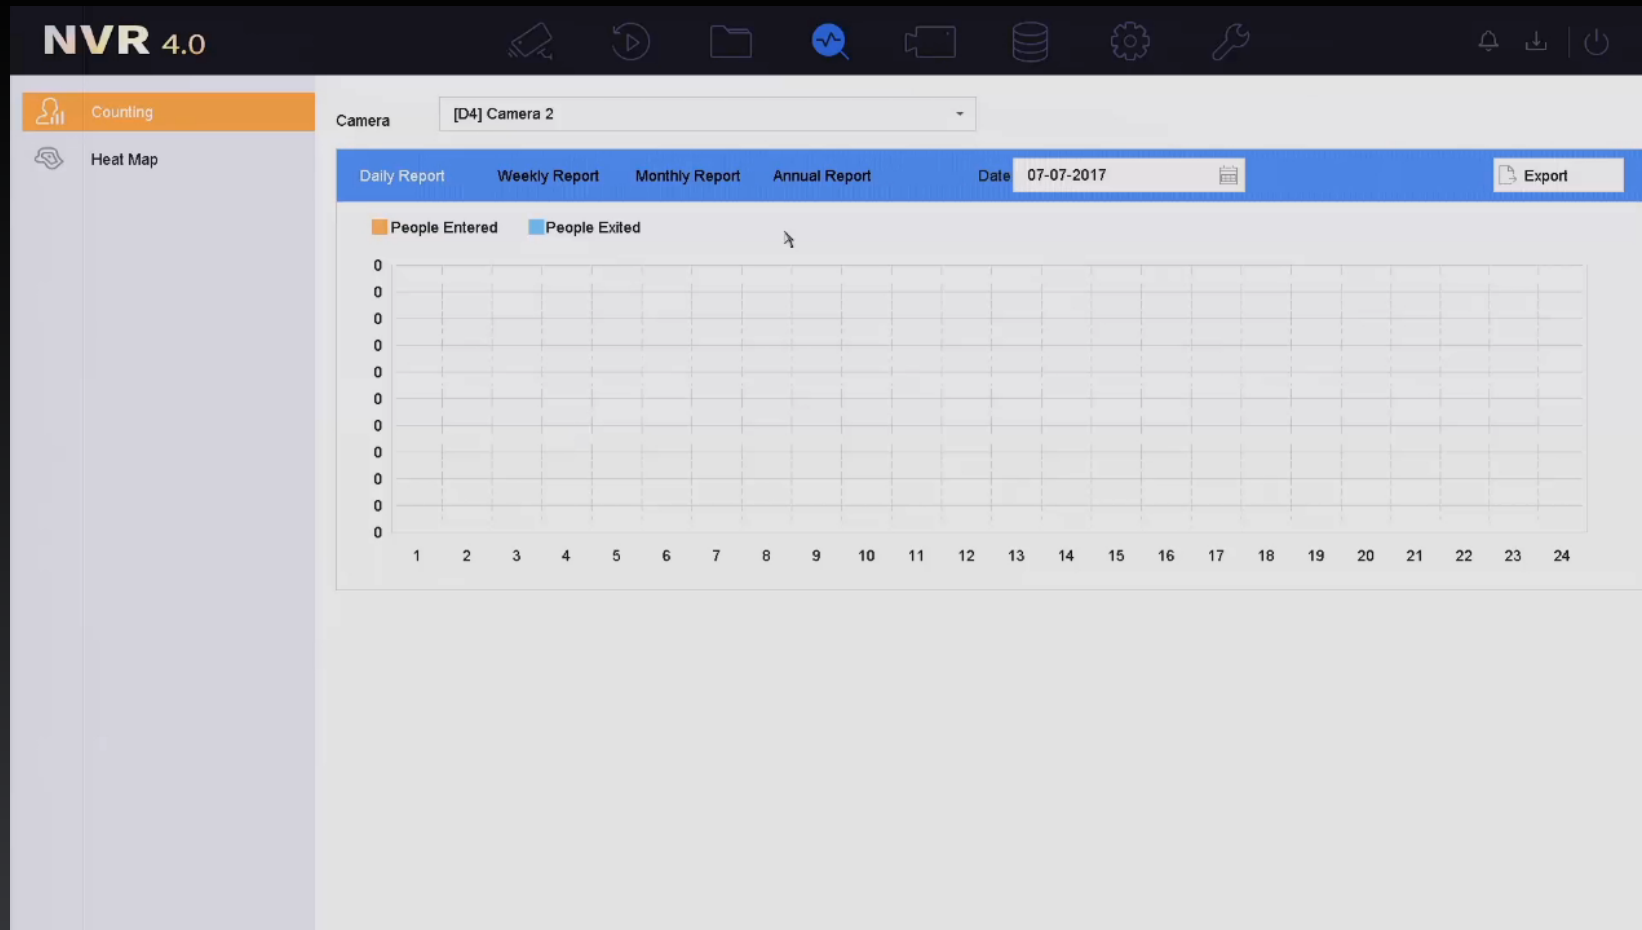 NVR 4.0
Counting
Heat Map
Camera [D4] Camera 2
Daily Report Weekly Report Monthly Report Annual Report Date 07-07-2017 Export
People Entered People Exited
0
0
0
0
0
0
0
0
0
0
0
1 2 3 4 5 6 7 8 9 10 11 12 13 14 15 16 17 18 19 20 21 22 23 24